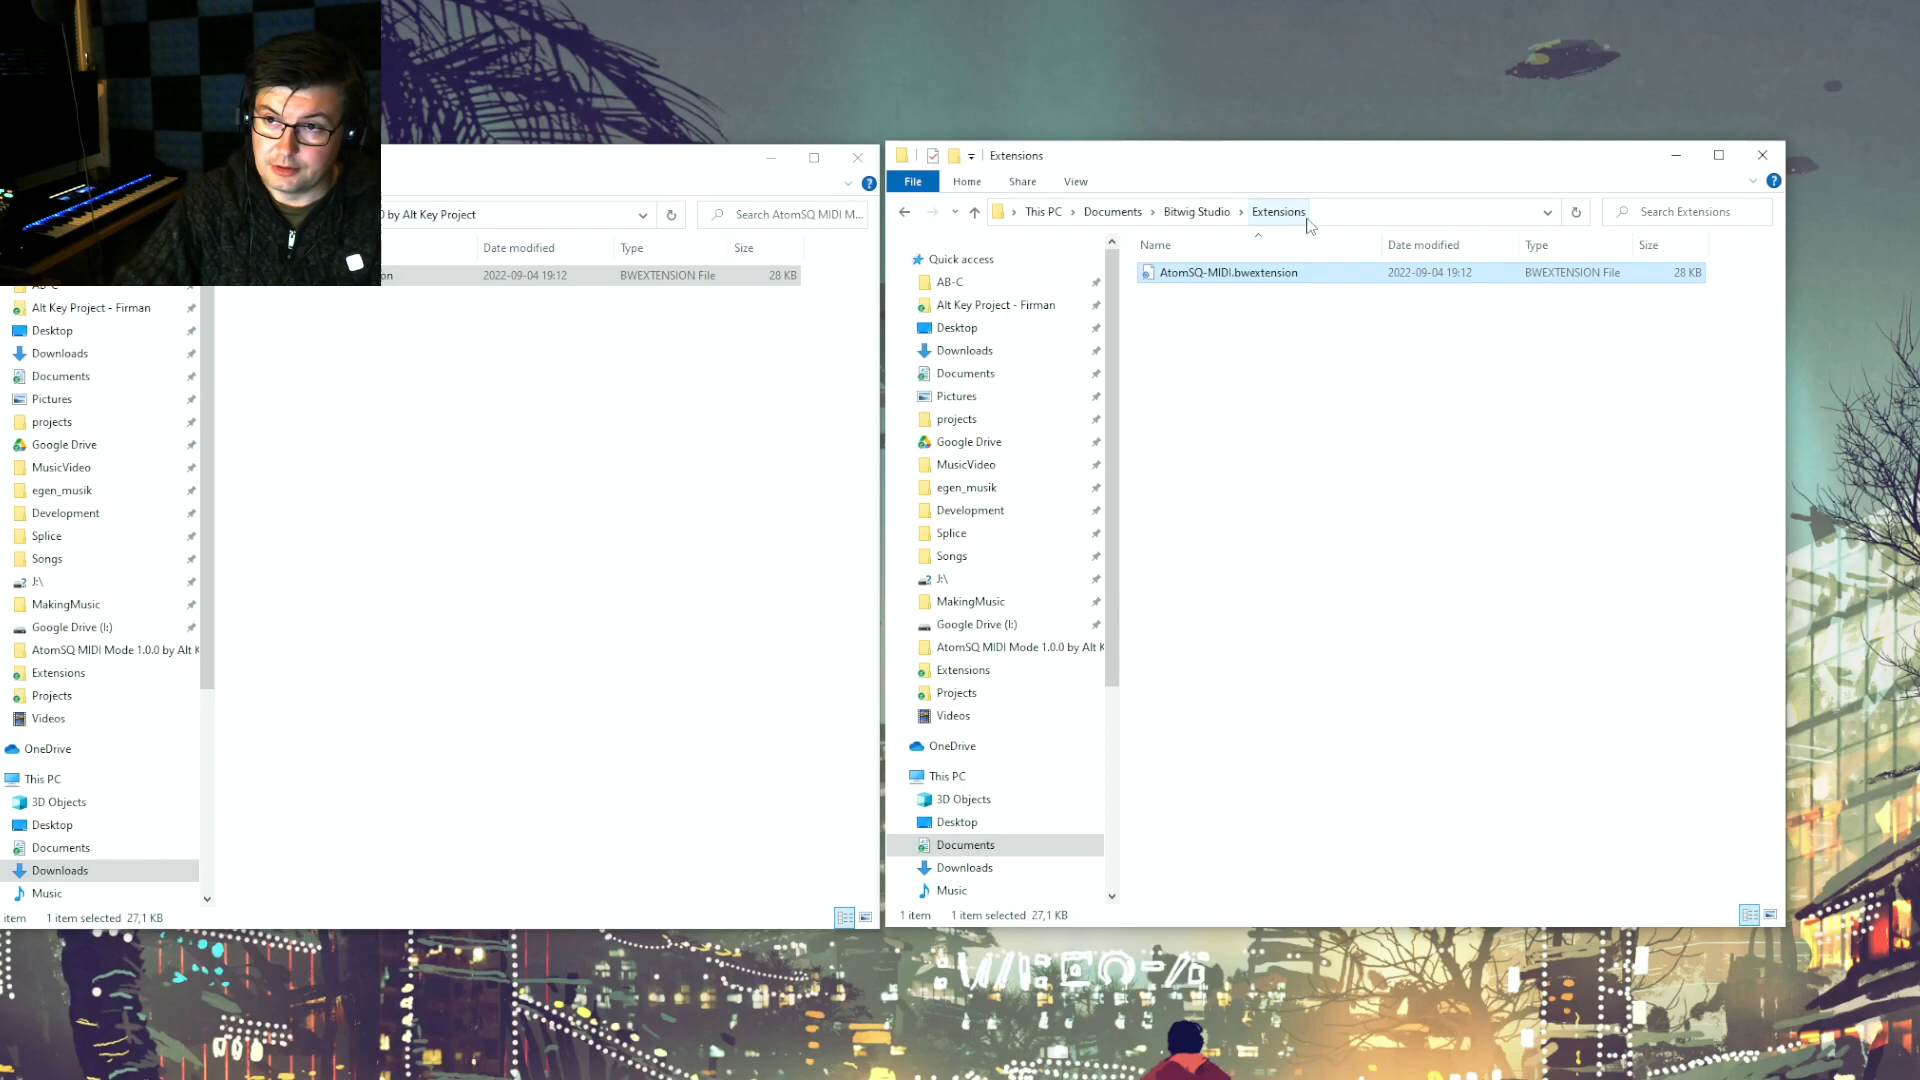 0 by Alt Key Project
Search AtomSQ MIDI M...
Date modified
Type
Size
on
2022-09-04 19:12
BWEXTENSION File
28 KB
AB-C
Alt Key Project - Firman
Desktop
Downloads
Documents
Pictures
projects
Google Drive
MusicVideo
egen_musik
Development
Splice
Songs
J:\
MakingMusic
Google Drive (I:)
AtomSQ MIDI Mode 1.0.0 by Alt K
Extensions
Projects
Videos
OneDrive
This PC
3D Objects
Desktop
Documents
Downloads
Music
item 1 item selected 27,1 KB
Extensions
File Home Share View
This PC › Documents › Bitwig Studio › Extensions
Search Extensions
Name
Date modified
Type
Size
AtomSQ-MIDI.bwextension
2022-09-04 19:12
BWEXTENSION File
28 KB
Quick access
AB-C
Alt Key Project - Firman
Desktop
Downloads
Documents
Pictures
projects
Google Drive
MusicVideo
egen_musik
Development
Splice
Songs
J:\
MakingMusic
Google Drive (I:)
AtomSQ MIDI Mode 1.0.0 by Alt K
Extensions
Projects
Videos
OneDrive
This PC
3D Objects
Desktop
Documents
Downloads
Music
1 item 1 item selected 27,1 KB